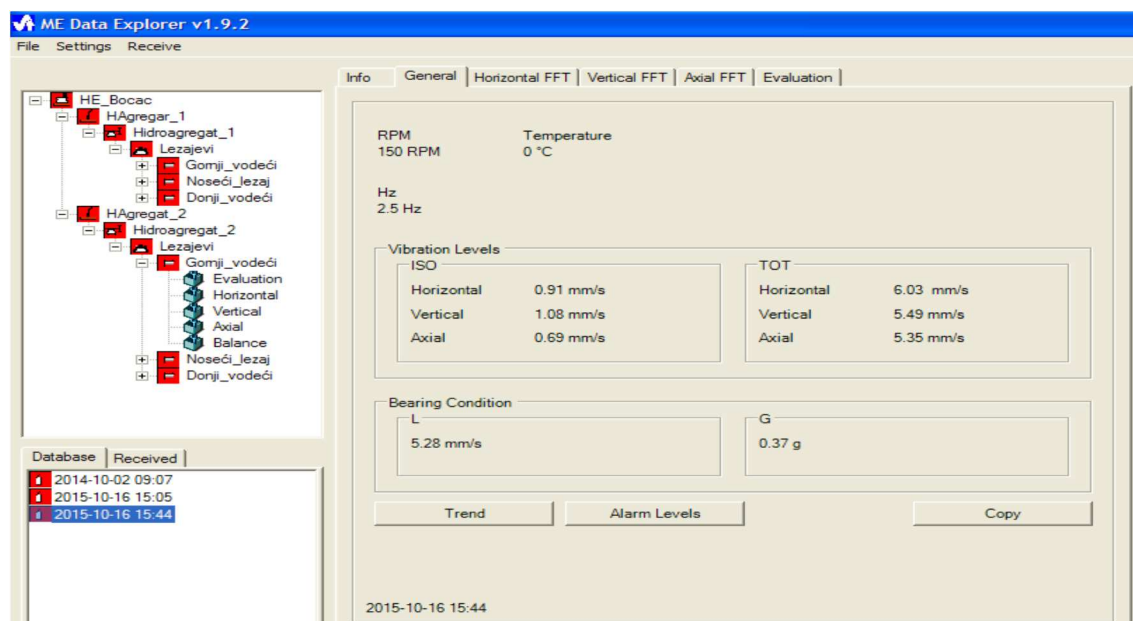 ME Data Explorer v1.9.2
File Settings Receive
Info General Horizontal FFT Vertical FFT Axial FFT Evaluation
HE_Bocac
HAgregar_1
Hidroagregat_1
Lezajevi
Gornji_vodeći
Noseći_lezaj
Donji_vodeći
HAgregat_2
Hidroagregat_2
Lezajevi
Gornji_vodeći
Evaluation
Horizontal
Vertical
Axial
Balance
Noseći_lezaj
Donji_vodeći
Database Received
2014-10-02 09:07
2015-10-16 15:05
2015-10-16 15:44
RPM Temperature
150 RPM 0 °C
Hz
2.5 Hz
Vibration Levels
ISO
Horizontal 0.91 mm/s
Vertical 1.08 mm/s
Axial 0.69 mm/s
TOT
Horizontal 6.03 mm/s
Vertical 5.49 mm/s
Axial 5.35 mm/s
Bearing Condition
L
5.28 mm/s
G
0.37 g
Trend Alarm Levels Copy
2015-10-16 15:44